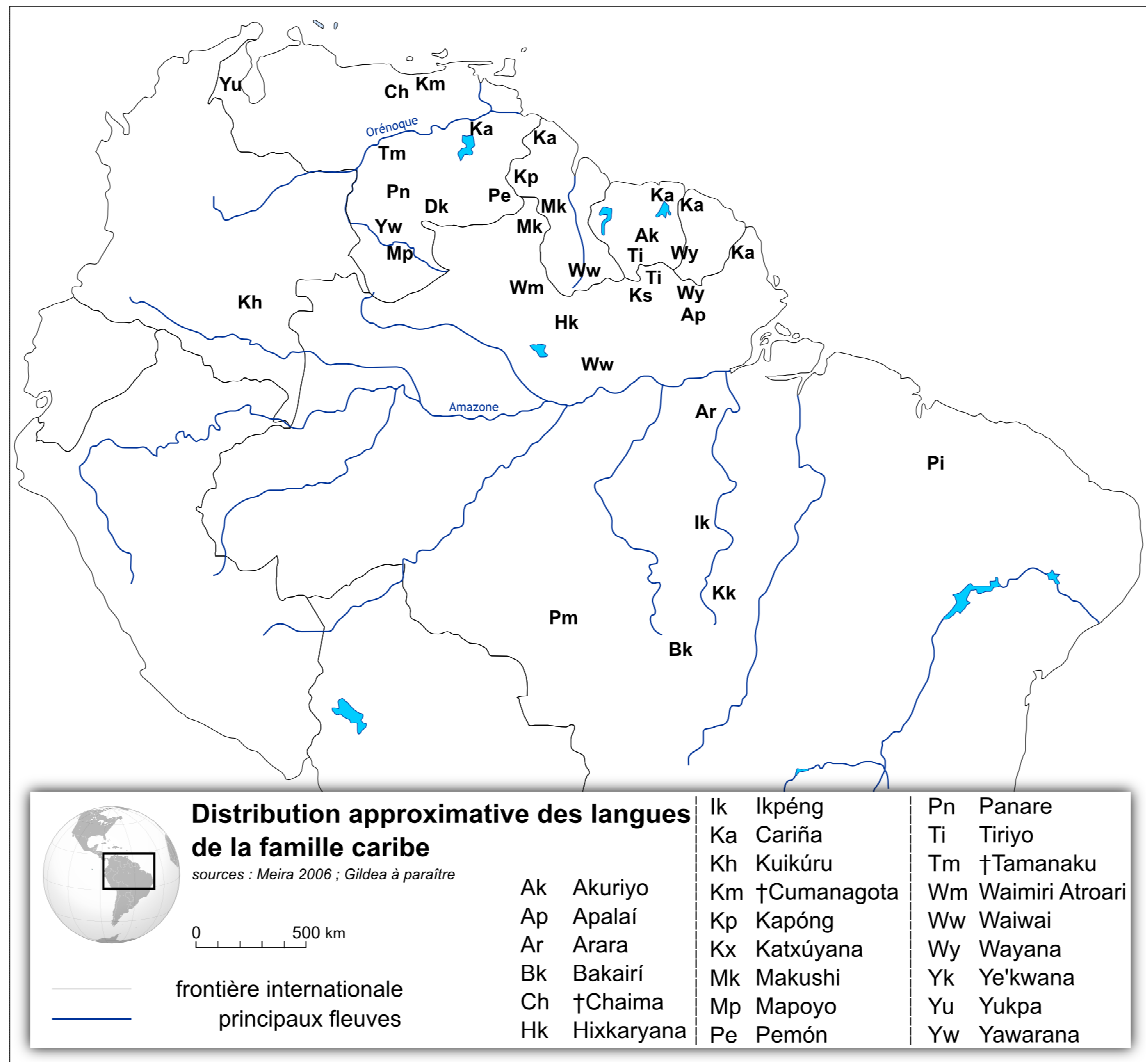 Yu
Ch
Km
Orénoque
Ka
Ka
Tm
Kp
Pn
Pe
Dk
Mk
Ka
Ka
Yw
Mk
Ak
Mp
Ti
Wy
Ka
Ww
Ti
Wm
Ks
Wy
Kh
Ap
Hk
Ww
Amazone
Ar
Pi
Ik
Kk
Pm
Bk
Distribution approximative des langues
de la famille caribe
sources : Meira 2006 ; Gildea à paraître
0 500 km
frontière internationale
principaux fleuves
Ak Akuriyo
Ap Apalaí
Ar Arara
Bk Bakairí
Ch †Chaima
Hk Hixkaryana
Ik Ikpéng
Ka Cariña
Kh Kuikúru
Km †Cumanagota
Kp Kapóng
Kx Katxúyana
Mk Makushi
Mp Mapoyo
Pe Pemón
Pn Panare
Ti Tiriyo
Tm †Tamanaku
Wm Waimiri Atroari
Ww Waiwai
Wy Wayana
Yk Ye'kwana
Yu Yukpa
Yw Yawarana